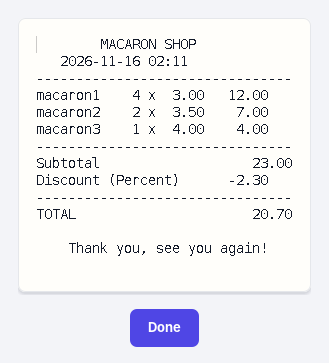 MACARON SHOP
2026-11-16 02:11
--------------------------------
macaron1    4 x  3.00   12.00
macaron2    2 x  3.50    7.00
macaron3    1 x  4.00    4.00
--------------------------------
Subtotal                   23.00
Discount (Percent)      -2.30
--------------------------------
TOTAL                      20.70
Thank you, see you again!
Done